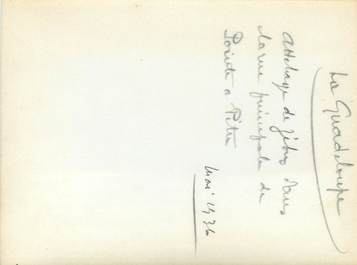 La Guadeloupe
Attelage de zébus dans
la rue principale de
Pointe a Pitre
Mai 1936